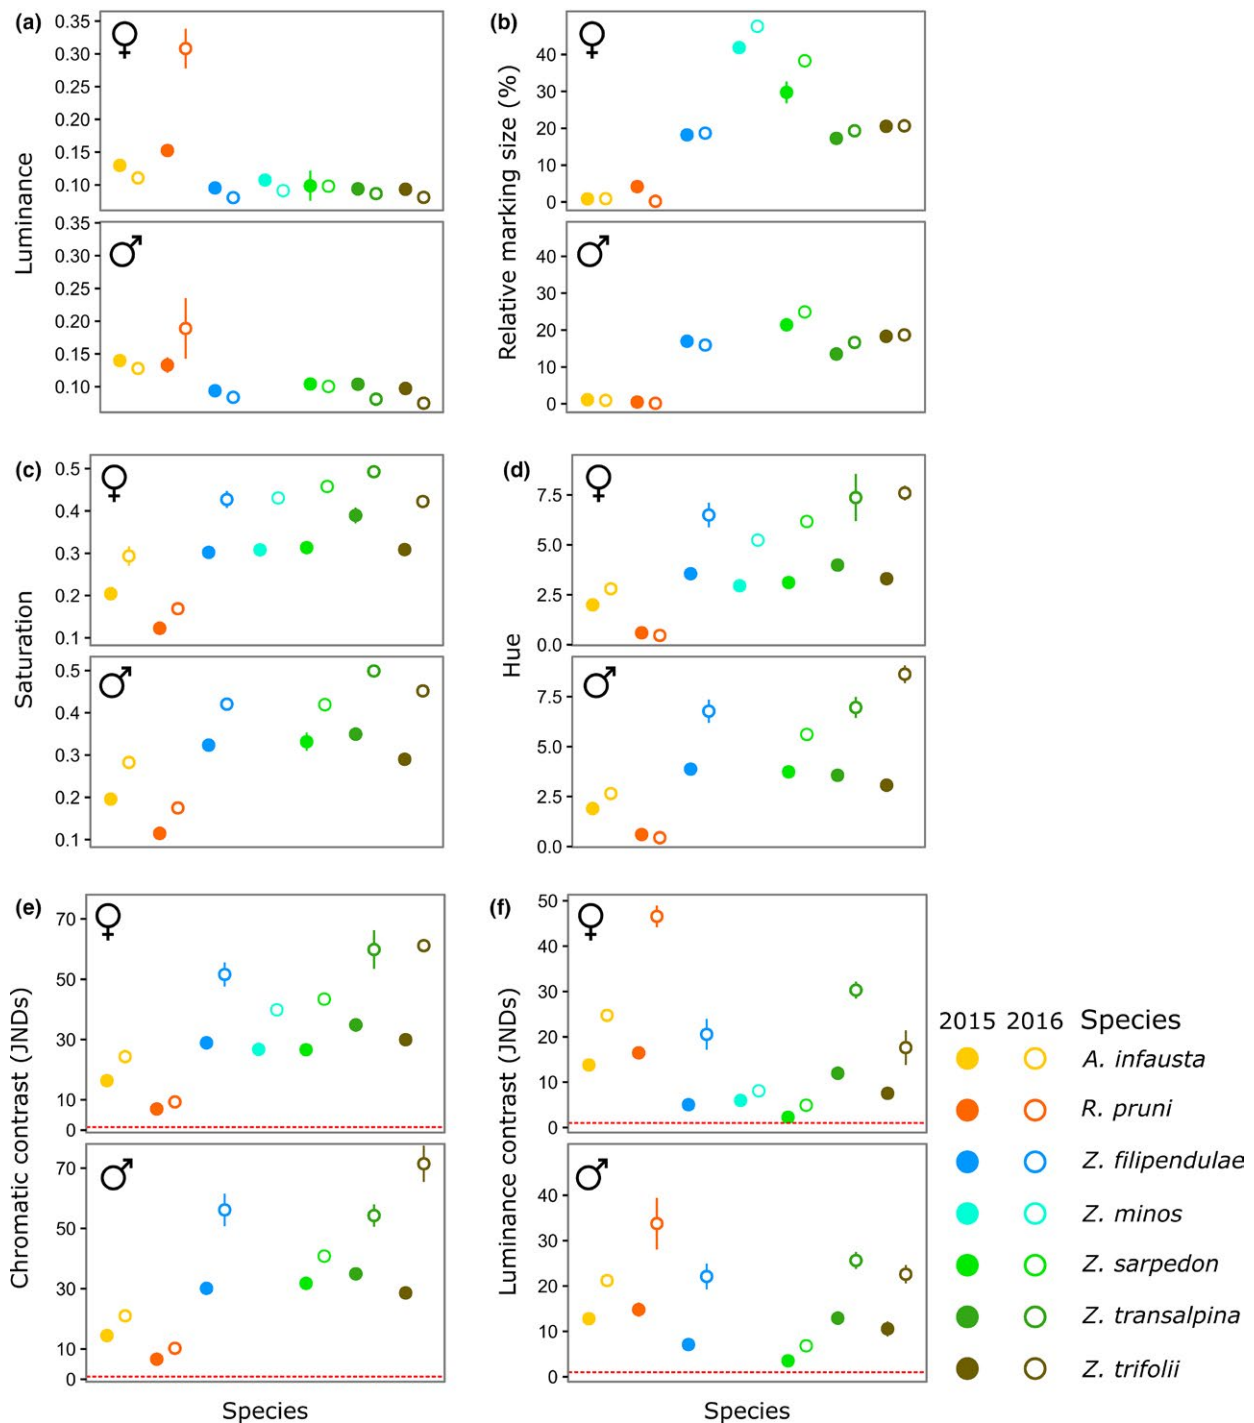 (a)
Luminance
0.35
0.30
0.25
0.20
0.15
0.10
0.35
0.30
0.25
0.20
0.15
0.10
(b)
Relative marking size (%)
40
30
20
10
0
40
30
20
10
0
(c)
Saturation
0.5
0.4
0.3
0.2
0.1
0.5
0.4
0.3
0.2
0.1
(d)
Hue
7.5
5.0
2.5
0.0
7.5
5.0
2.5
0.0
(e)
Chromatic contrast (JNDs)
70
50
30
10
0
70
50
30
10
0
Species
(f)
Luminance contrast (JNDs)
50
40
30
20
10
0
40
30
20
10
0
Species
2015 2016 Species
A. infausta
R. pruni
Z. filipendulae
Z. minos
Z. sarpedon
Z. transalpina
Z. trifolii